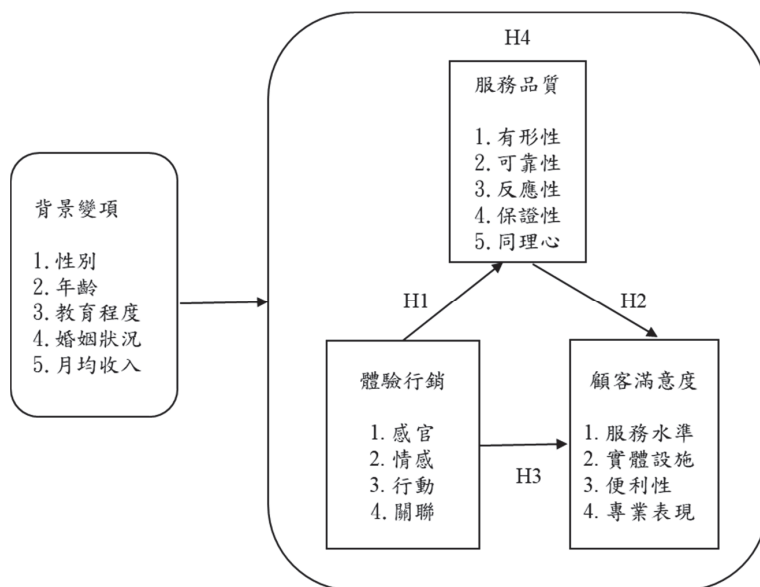 H4
服務品質
1. 有形性
2. 可靠性
3. 反應性
4. 保證性
5. 同理心
背景變項
1. 性別
2. 年齡
3. 教育程度
4. 婚姻狀況
5. 月均收入
H1
H2
體驗行銷
1. 感官
2. 情感
3. 行動
4. 關聯
H3
顧客滿意度
1. 服務水準
2. 實體設施
3. 便利性
4. 專業表現